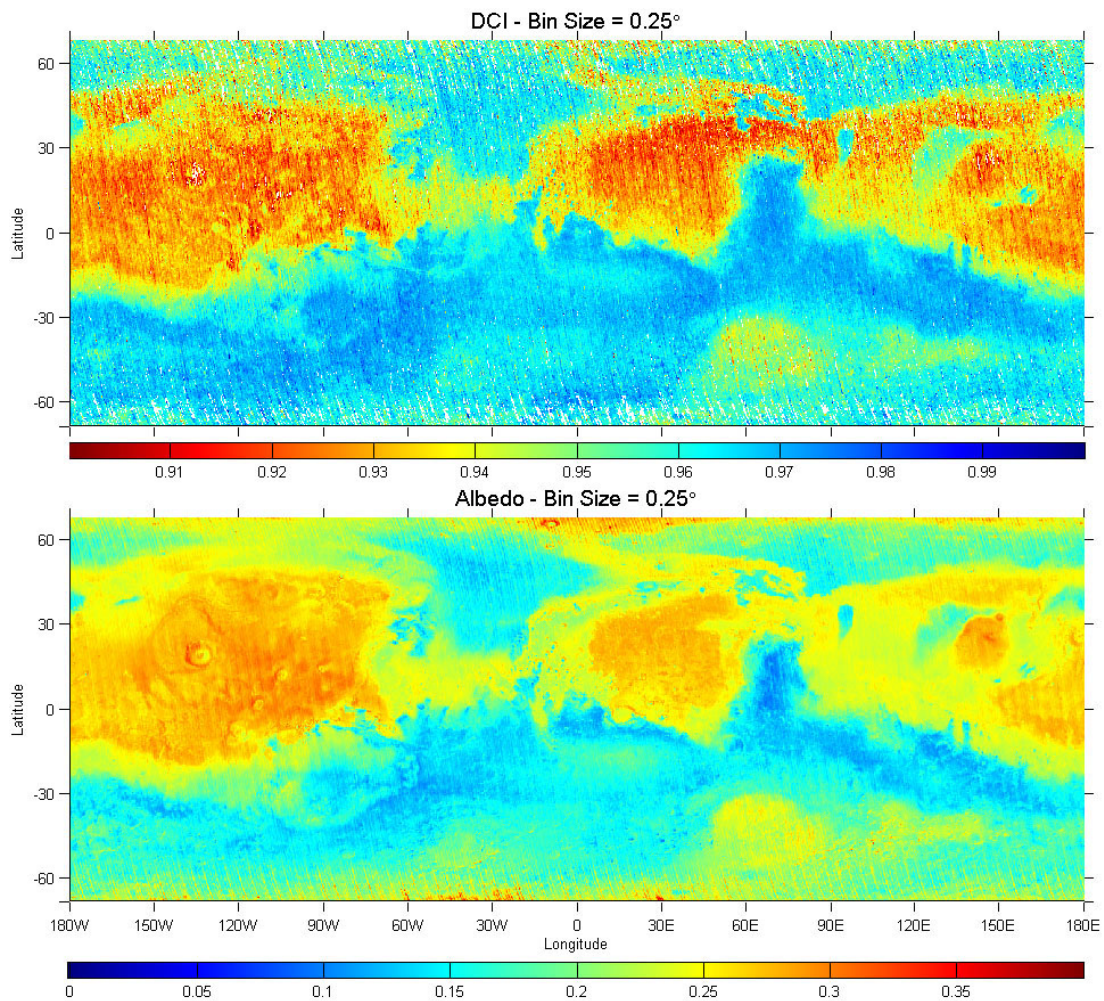 DCI - Bin Size = 0.25°
60
30
0
-30
-60
Latitude
0.91 0.92 0.93 0.94 0.95 0.96 0.97 0.98 0.99
Albedo - Bin Size = 0.25°
60
30
0
-30
-60
Latitude
180W 150W 120W 90W 60W 30W 0 30E 60E 90E 120E 150E 180E
Longitude
0 0.05 0.1 0.15 0.2 0.25 0.3 0.35